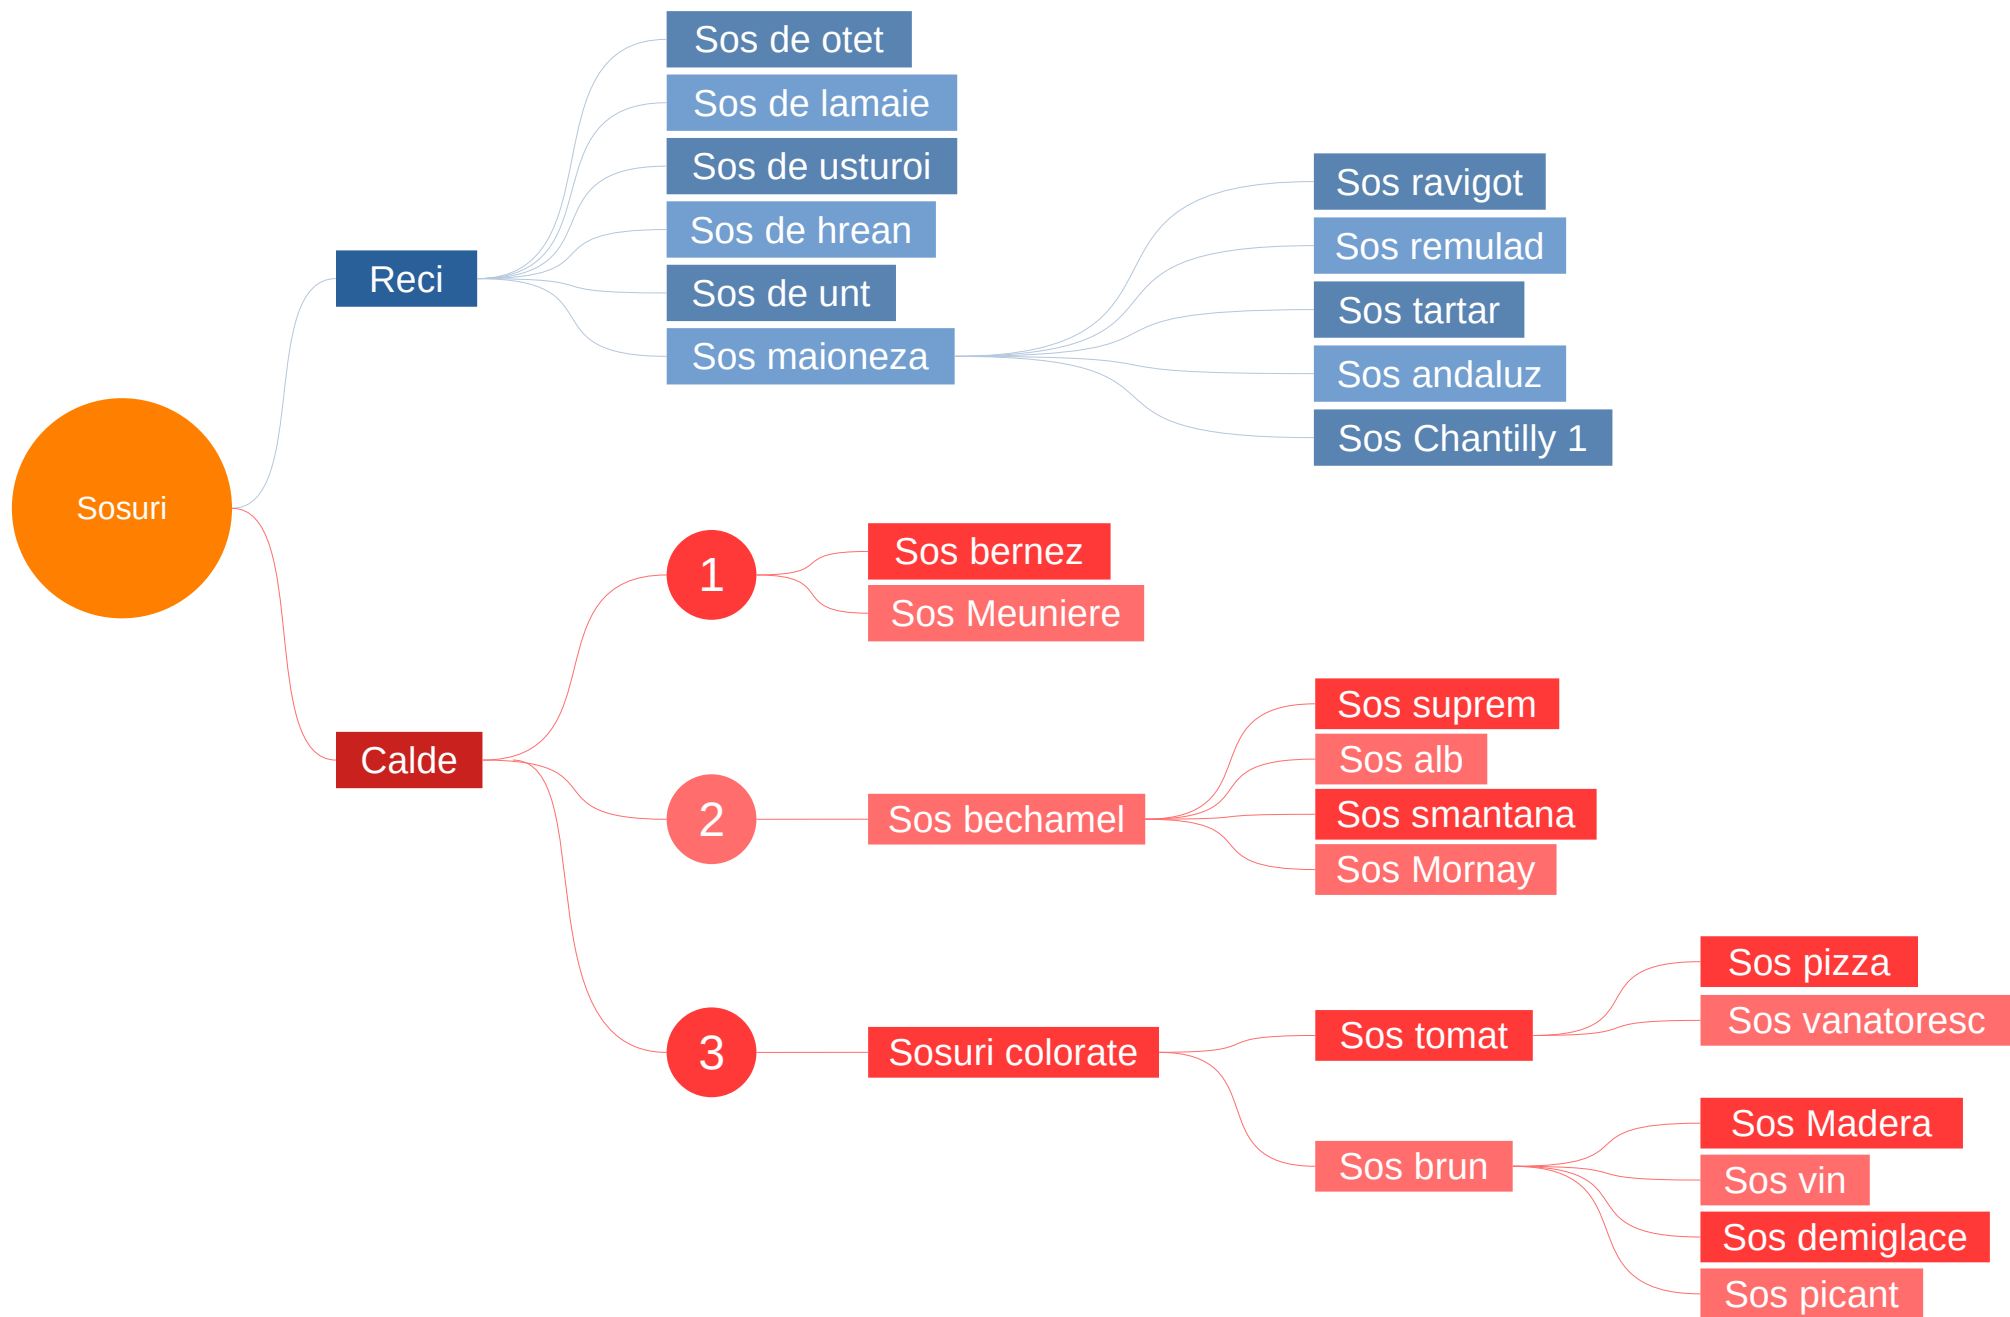 Sosuri
Reci
Sos de otet
Sos de lamaie
Sos de usturoi
Sos de hrean
Sos de unt
Sos maioneza
Sos ravigot
Sos remulad
Sos tartar
Sos andaluz
Sos Chantilly 1
Calde
1
Sos bernez
Sos Meuniere
2
Sos bechamel
Sos suprem
Sos alb
Sos smantana
Sos Mornay
3
Sosuri colorate
Sos tomat
Sos pizza
Sos vanatoresc
Sos brun
Sos Madera
Sos vin
Sos demiglace
Sos picant